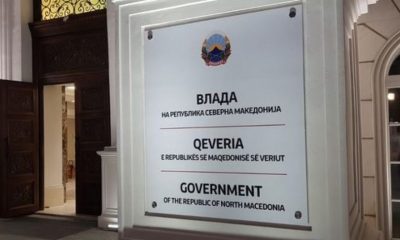 ВЛАДА
НА РЕПУБЛИКА СЕВЕРНА МАКЕДОНИЈА
QEVERIA
E REPUBLIKËS SË MAQEDONISË SË VERIUT
GOVERNMENT
OF THE REPUBLIC OF NORTH MACEDONIA